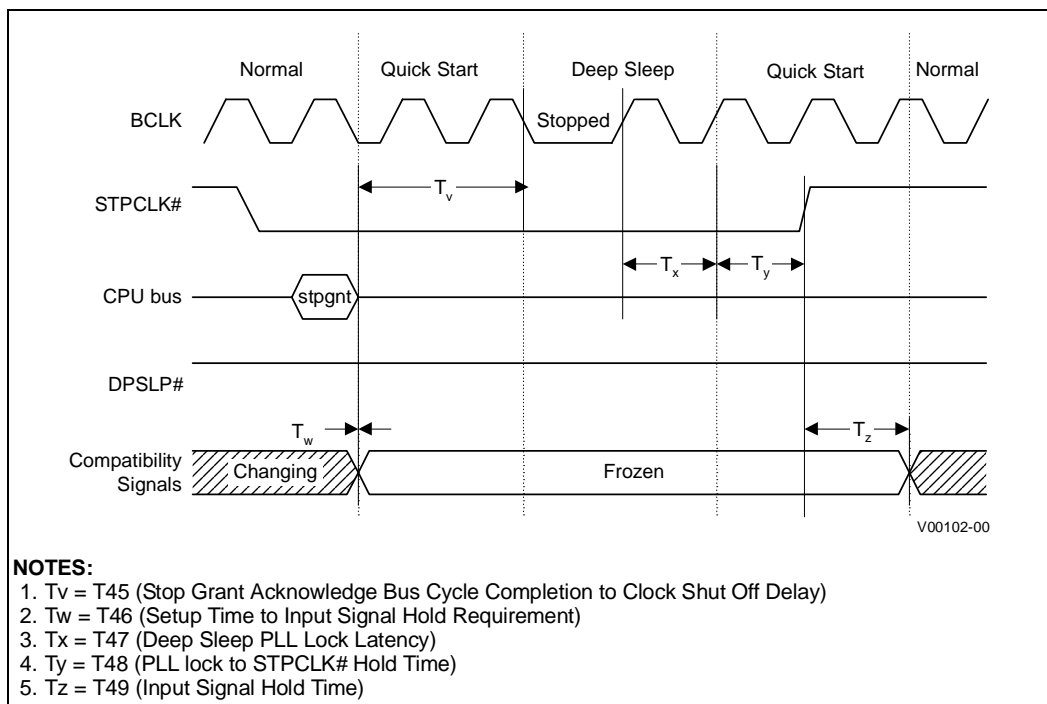 Normal Quick Start Deep Sleep Quick Start Normal
BCLK Stopped
STPCLK# Tv
CPU bus stpgnt Tx Ty
DPSLP#
Tw Tz
Compatibility Signals Changing Frozen
V00102-00
NOTES:
1. Tv = T45 (Stop Grant Acknowledge Bus Cycle Completion to Clock Shut Off Delay)
2. Tw = T46 (Setup Time to Input Signal Hold Requirement)
3. Tx = T47 (Deep Sleep PLL Lock Latency)
4. Ty = T48 (PLL lock to STPCLK# Hold Time)
5. Tz = T49 (Input Signal Hold Time)